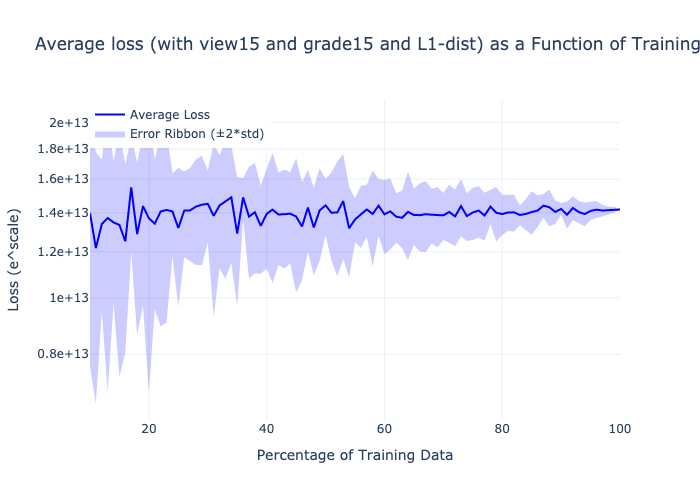 Average loss (with view15 and grade15 and L1-dist) as a Function of Training
Average Loss
Error Ribbon (±2*std)
2e+13
1.8e+13
1.6e+13
1.4e+13
1.2e+13
1e+13
0.8e+13
Loss (e^scale)
20
40
60
80
100
Percentage of Training Data